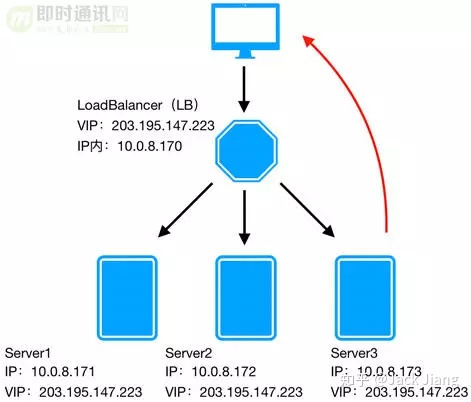 即时通讯网
LoadBalancer（LB）
VIP：203.195.147.223
IP内：10.0.8.170
Server1
IP：10.0.8.171
VIP：203.195.147.223
Server2
IP：10.0.8.172
VIP：203.195.147.223
Server3
IP：10.0.8.173
VIP：203.195.147.223
知乎 @Jack Jiang